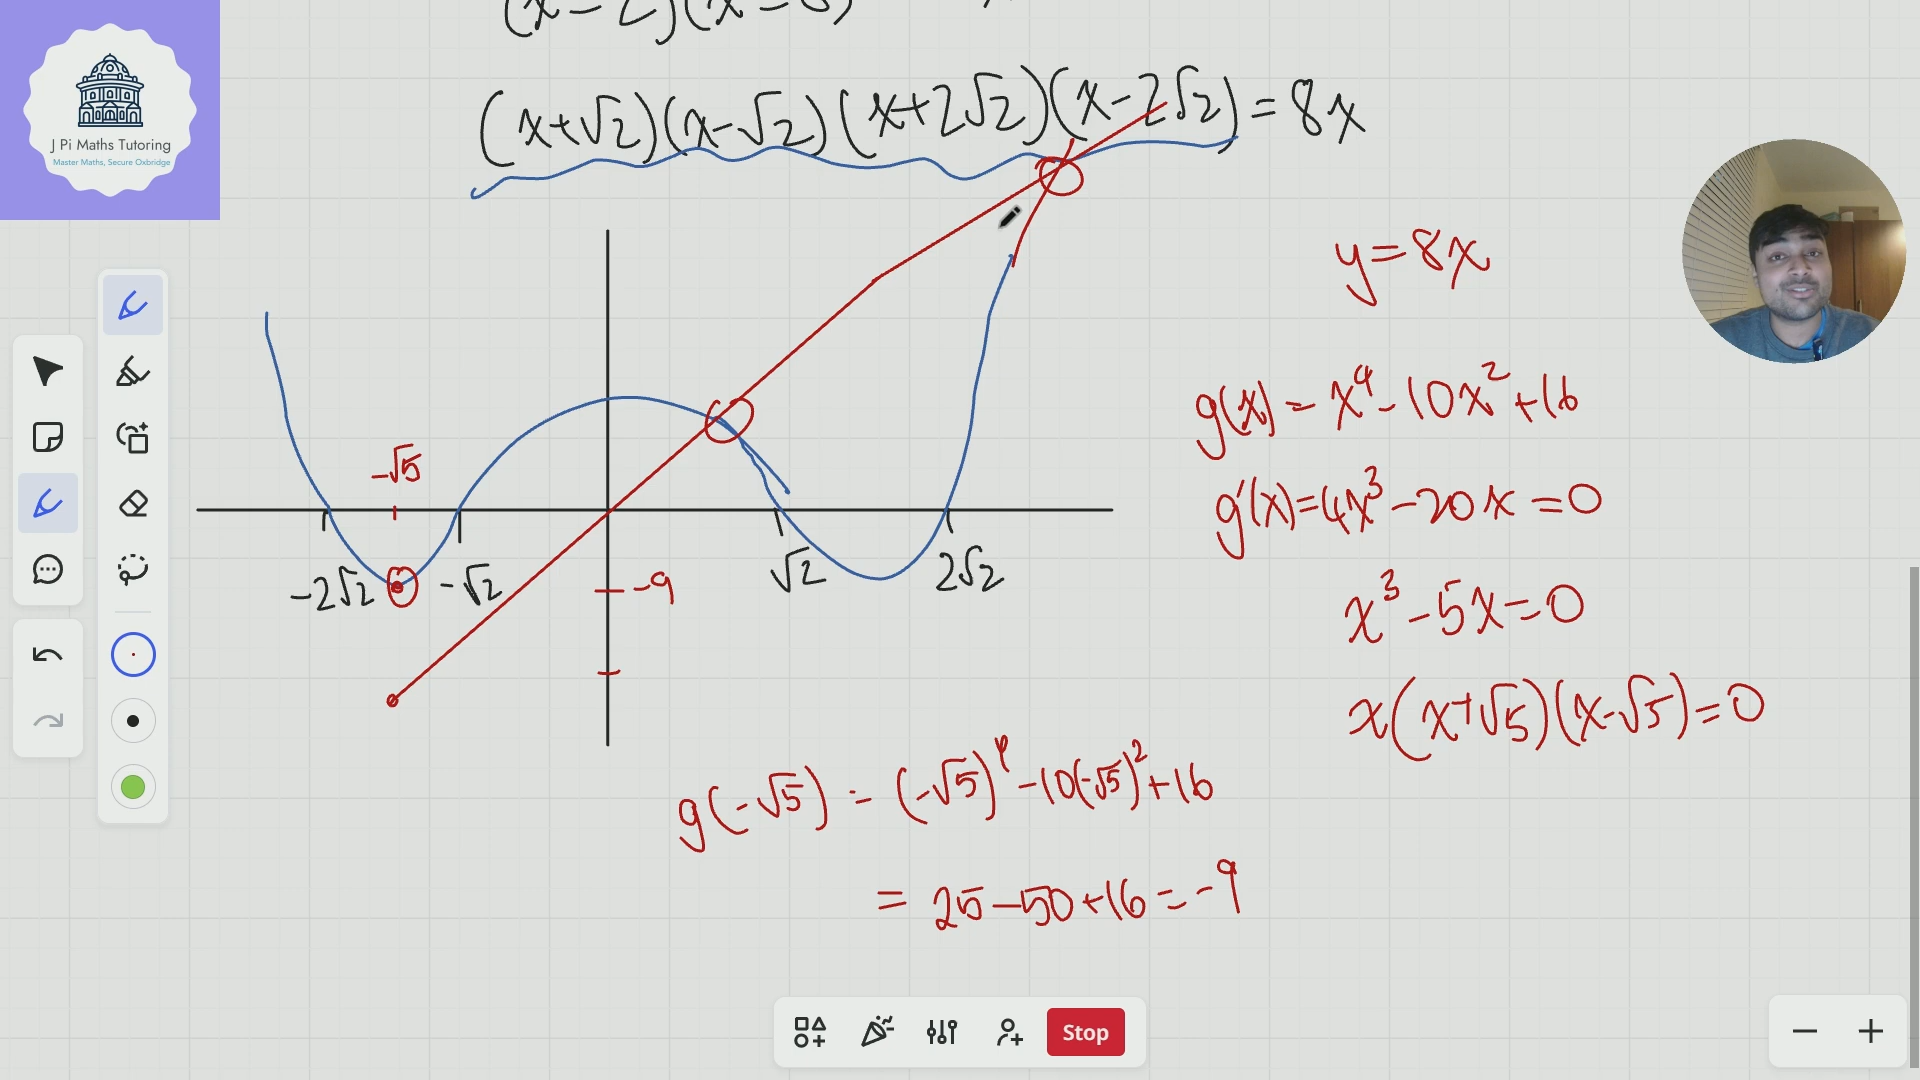 J Pi Maths Tutoring
Master Maths, Secure Oxbridge
(x+√2)(x-√2)(x+2√2)(x-2√2) = 8x
y=8x
g(x) = x⁴-10x²+16
g'(x)=4x³-20x=0
x³-5x=0
x(x+√5)(x-√5)=0
-√5
-2√2
-√2
-9
√2
2√2
g(-√5) = (-√5)⁴-10(-√5)²+16
= 25-50+16=-9
Stop